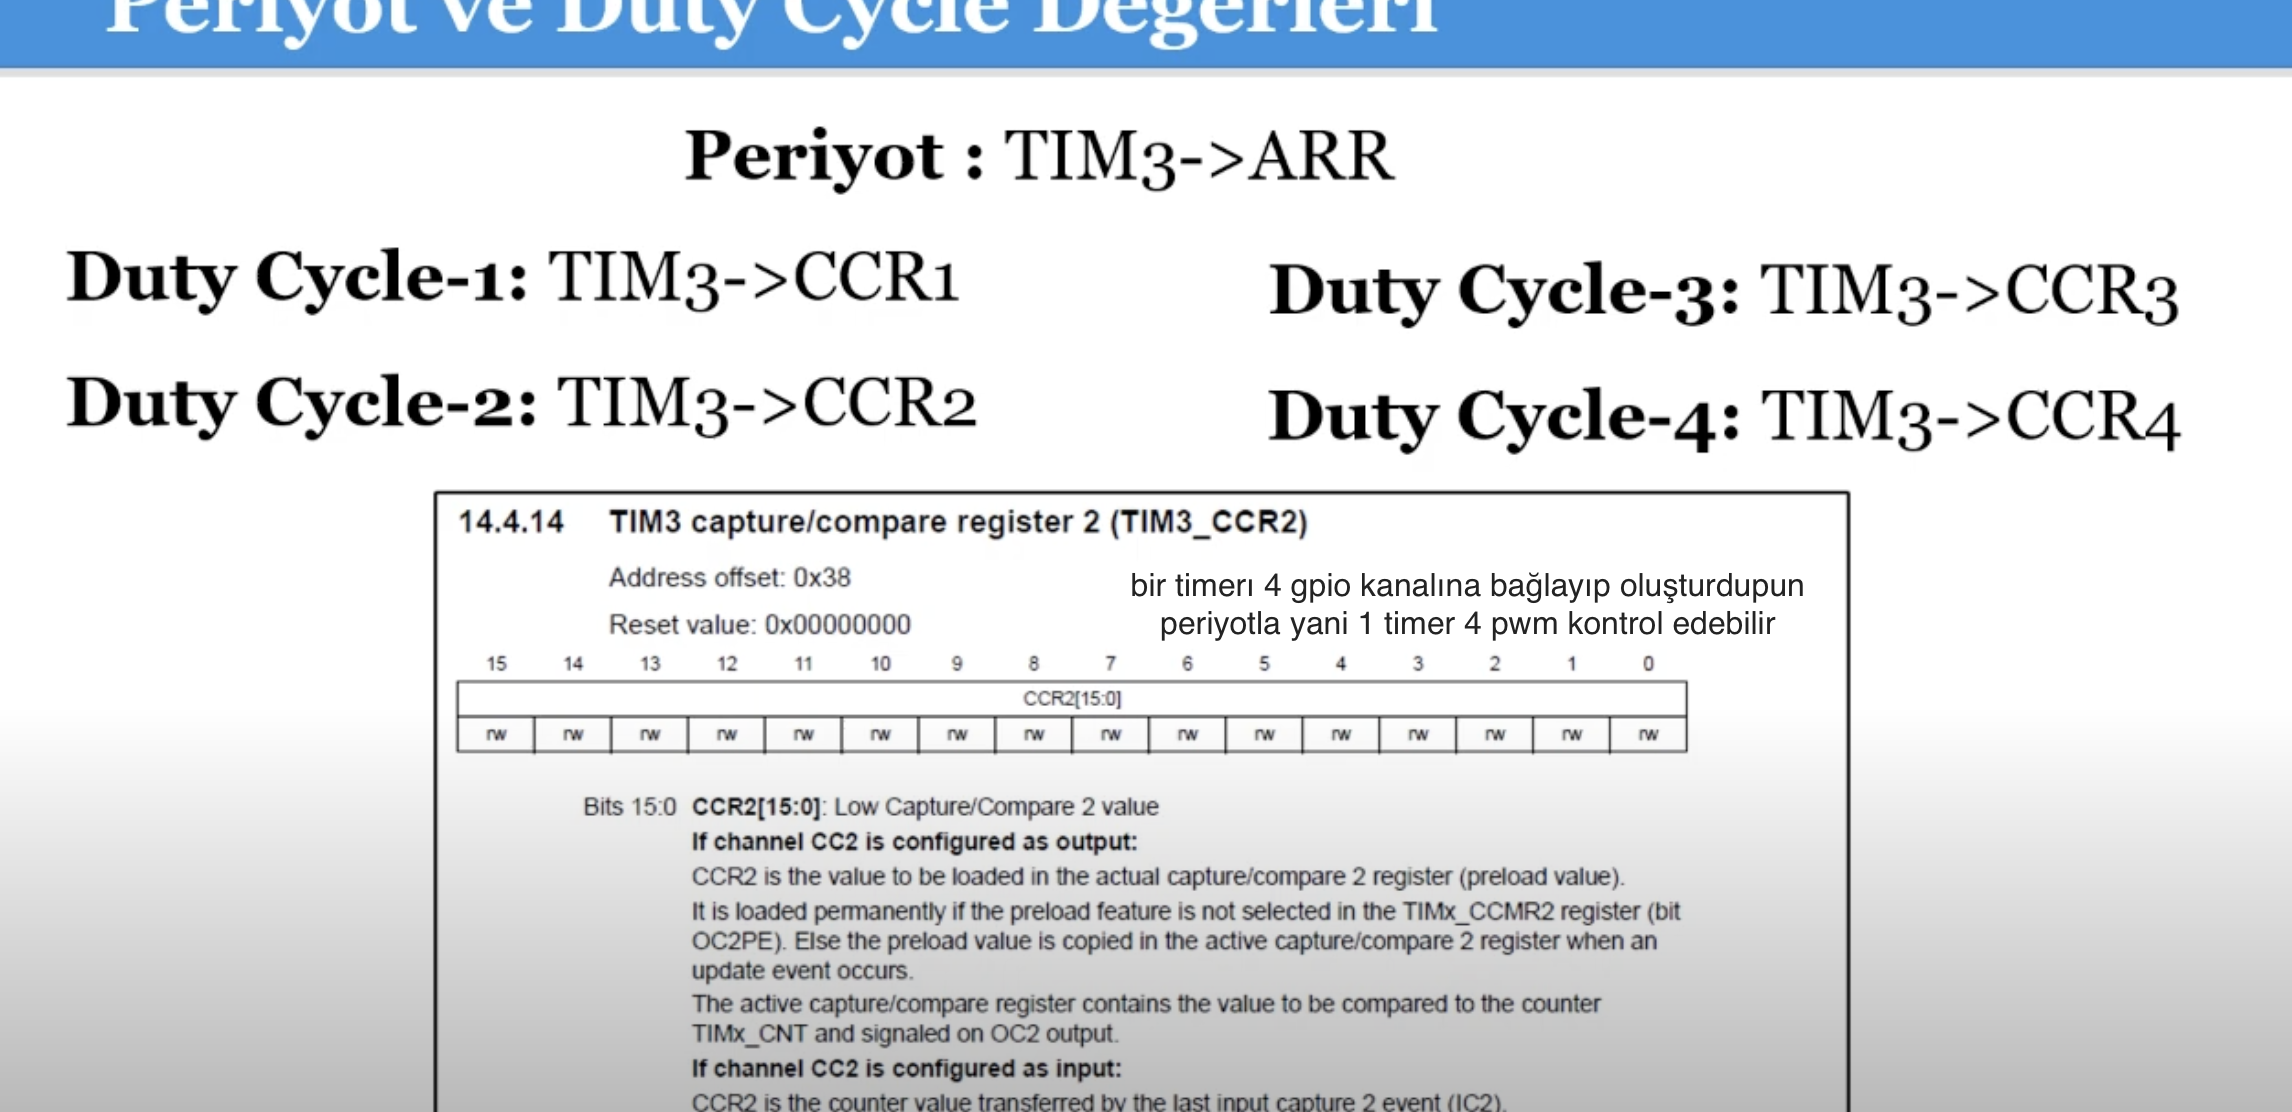 Periyot ve Duty Cycle Değerleri
Periyot : TIM3->ARR
Duty Cycle-1: TIM3->CCR1
Duty Cycle-3: TIM3->CCR3
Duty Cycle-2: TIM3->CCR2
Duty Cycle-4: TIM3->CCR4
14.4.14 TIM3 capture/compare register 2 (TIM3_CCR2)
Address offset: 0x38
Reset value: 0x00000000
bir timerı 4 gpio kanalına bağlayıp oluşturdupun
periyotla yani 1 timer 4 pwm kontrol edebilir
15 14 13 12 11 10 9 8 7 6 5 4 3 2 1 0
CCR2[15:0]
rw rw rw rw rw rw rw rw rw rw rw rw rw rw rw rw
Bits 15:0 CCR2[15:0]: Low Capture/Compare 2 value
If channel CC2 is configured as output:
CCR2 is the value to be loaded in the actual capture/compare 2 register (preload value).
It is loaded permanently if the preload feature is not selected in the TIMx_CCMR2 register (bit
OC2PE). Else the preload value is copied in the active capture/compare 2 register when an
update event occurs.
The active capture/compare register contains the value to be compared to the counter
TIMx_CNT and signaled on OC2 output.
If channel CC2 is configured as input:
CCR2 is the counter value transferred by the last input capture 2 event (IC2).